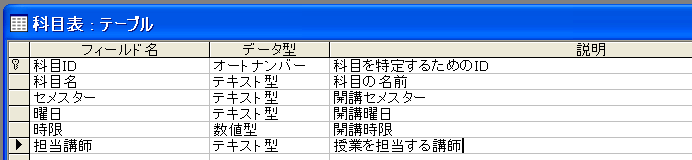 科目表 : テーブル
フィールド名 データ型 説明
科目ID オートナンバー 科目を特定するためのID
科目名 テキスト型 科目の名前
セメスター テキスト型 開講セメスター
曜日 テキスト型 開講曜日
時限 数値型 開講時限
担当講師 テキスト型 授業を担当する講師